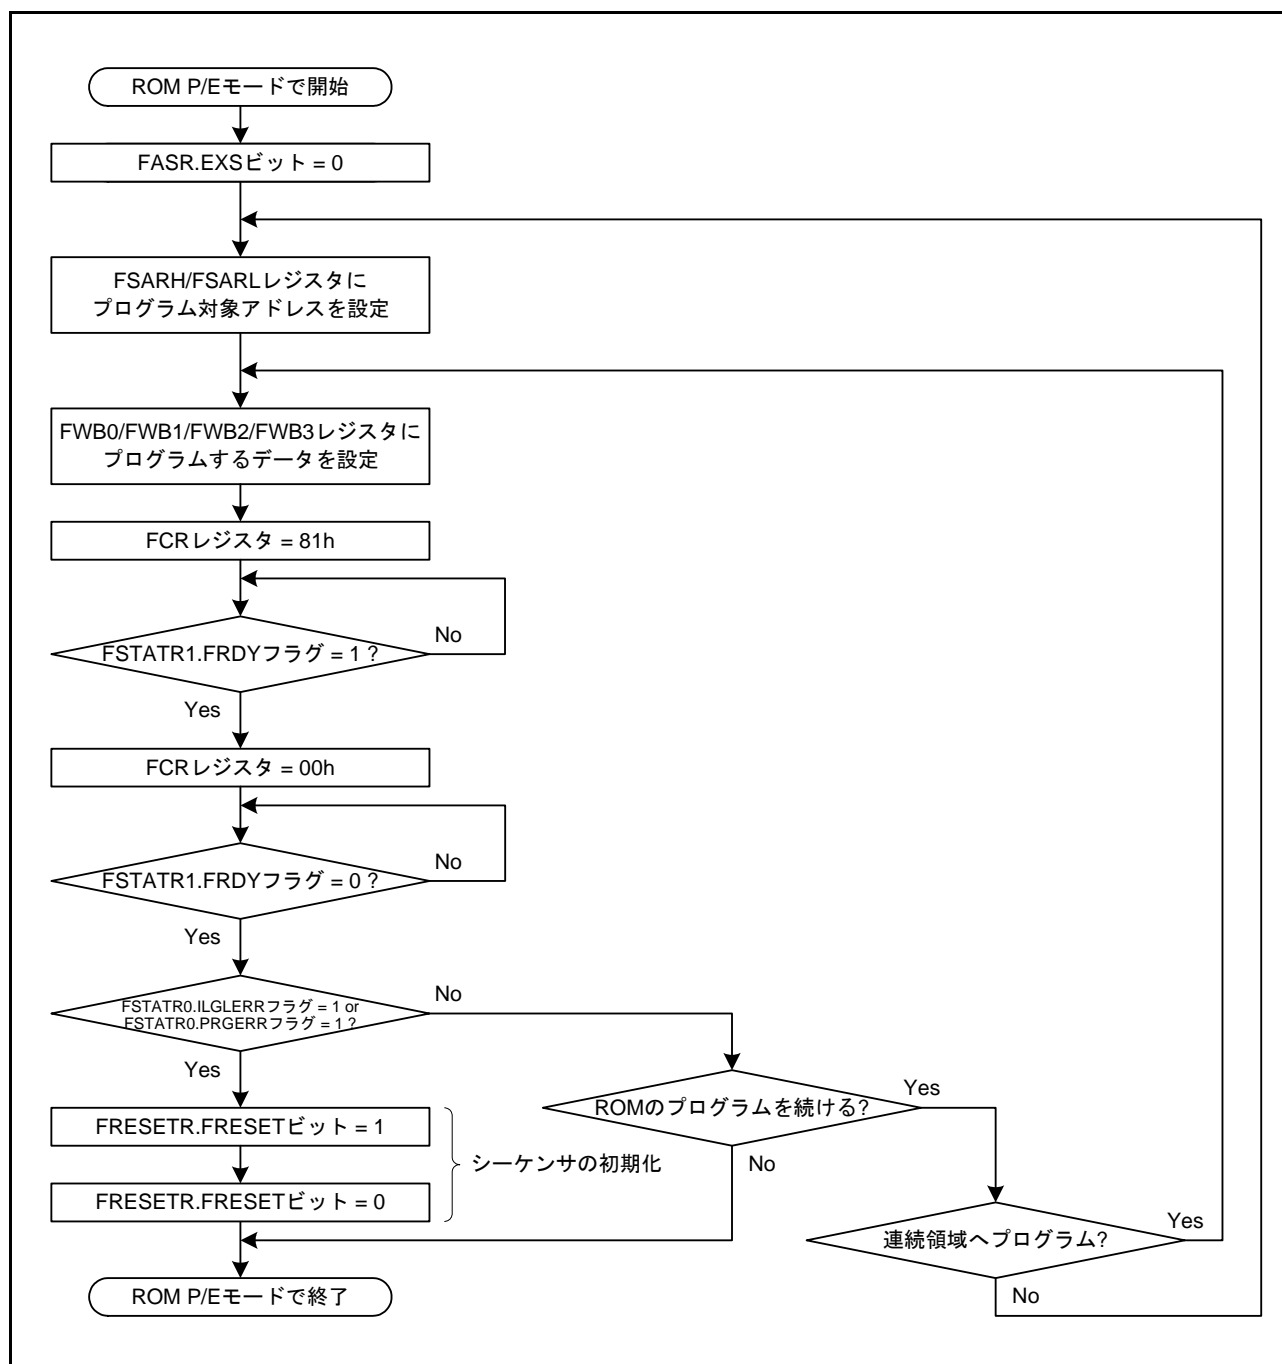 ROM P/Eモードで開始
FASR.EXSビット = 0
FSARH/FSARLレジスタに
プログラム対象アドレスを設定
FWB0/FWB1/FWB2/FWB3レジスタに
プログラムするデータを設定
FCRレジスタ = 81h
FSTATR1.FRDYフラグ = 1 ?
No
Yes
FCRレジスタ = 00h
FSTATR1.FRDYフラグ = 0 ?
No
Yes
FSTATR0.ILGLERRフラグ = 1 or
FSTATR0.PRGERRフラグ = 1 ?
No
Yes
ROMのプログラムを続ける?
Yes
No
FRESETR.FRESETビット = 1
シーケンサの初期化
FRESETR.FRESETビット = 0
連続領域へプログラム?
Yes
No
ROM P/Eモードで終了